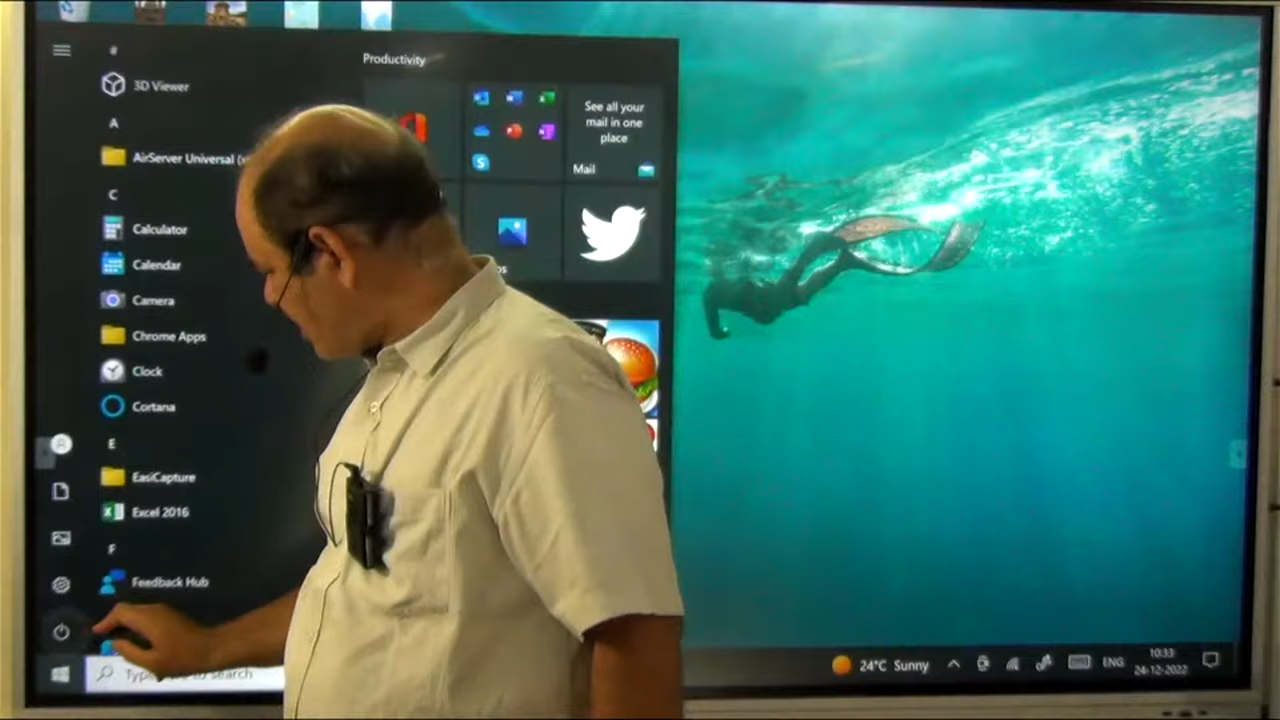 #
3D Viewer
A
AirServer Universal
C
Calculator
Calendar
Camera
Chrome Apps
Clock
Cortana
E
EasiCapture
Excel 2016
F
Feedback Hub
search
Productivity
See all your
mail in one
place
Mail
24°C Sunny
ENG
10:33
24-12-2022